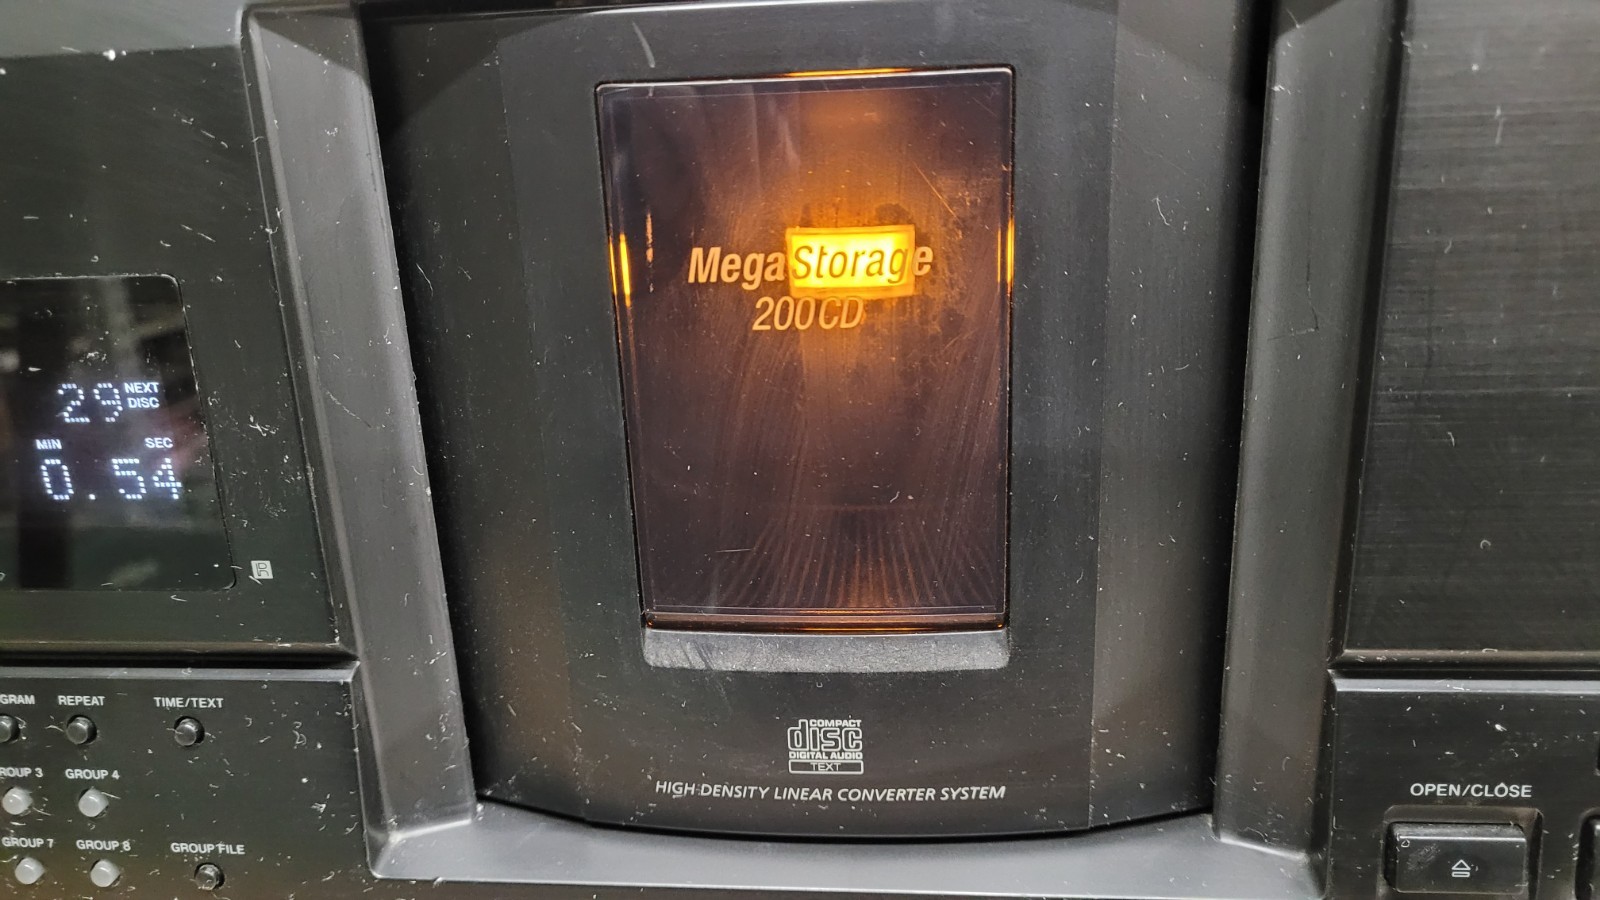 MegaStorage
200CD
29 NEXT
DISC
MIN SEC
0.54
COMPACT
disc
DIGITAL AUDIO
TEXT
HIGH DENSITY LINEAR CONVERTER SYSTEM
GRAM REPEAT TIME/TEXT
ROUP 3 GROUP 4
GROUP 7 GROUP 8 GROUP FILE
OPEN/CLOSE